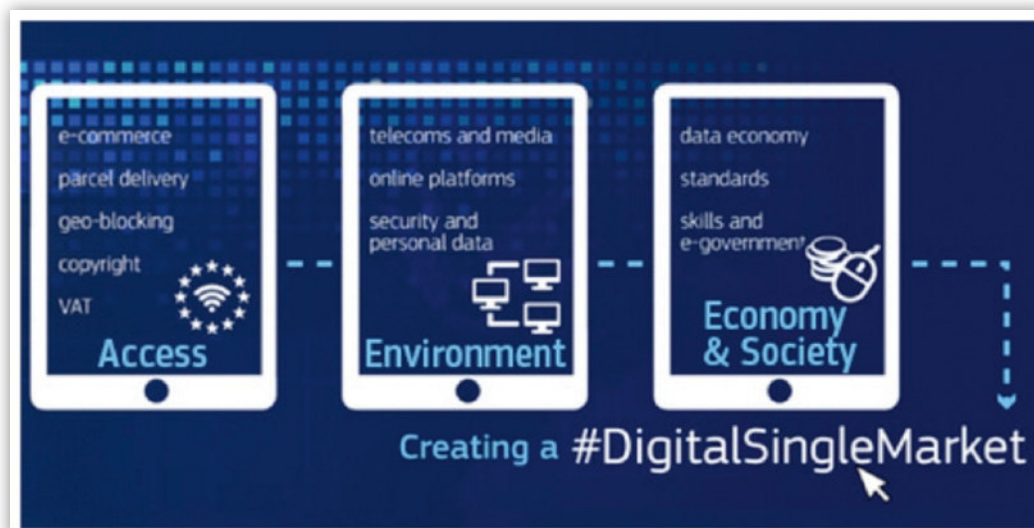 e-commerce
parcel delivery
geo-blocking
copyright
VAT
Access
telecoms and media
online platforms
security and
personal data
Environment
data economy
standards
skills and
e-government
Economy
& Society
Creating a #DigitalSingleMarket